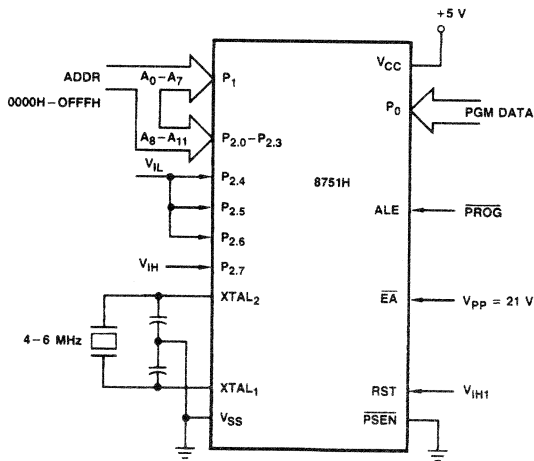 +5 V
VCC
ADDR
A0–A7
P1
0000H–OFFFH
P0
PGM DATA
A8–A11
P2.0–P2.3
VIL
P2.4
8751H
P2.5
ALE
PROG
P2.6
VIH
P2.7
XTAL2
EA
VPP = 21 V
4–6 MHz
XTAL1
RST
VIH1
VSS
PSEN